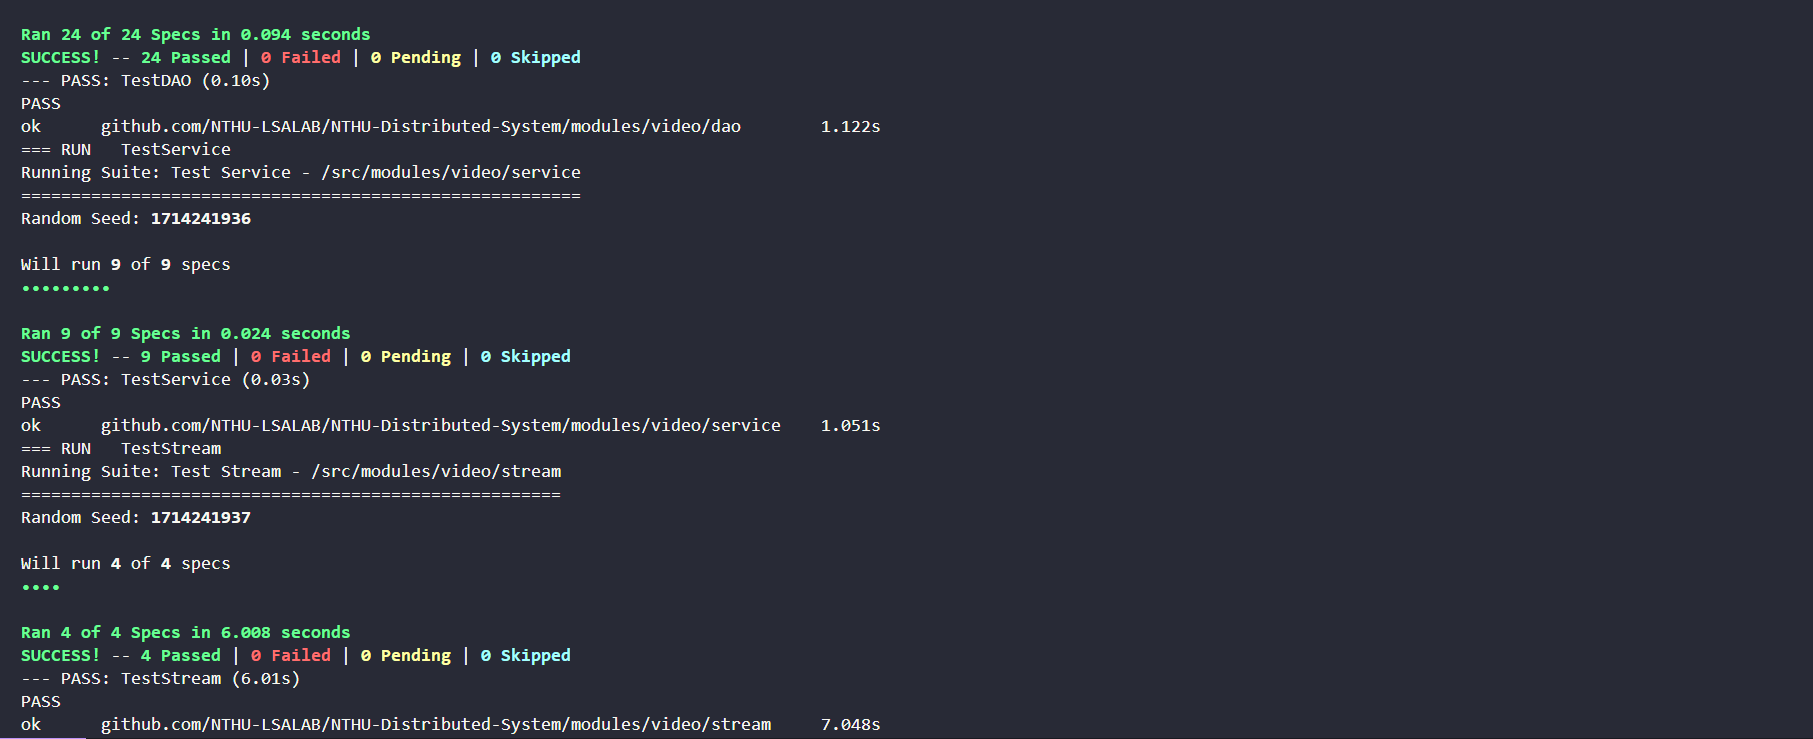 Ran 24 of 24 Specs in 0.094 seconds
SUCCESS! -- 24 Passed | 0 Failed | 0 Pending | 0 Skipped
--- PASS: TestDAO (0.10s)
PASS
ok      github.com/NTHU-LSALAB/NTHU-Distributed-System/modules/video/dao        1.122s
=== RUN   TestService
Running Suite: Test Service - /src/modules/video/service
========================================================
Random Seed: 1714241936
Will run 9 of 9 specs
•••••••••
Ran 9 of 9 Specs in 0.024 seconds
SUCCESS! -- 9 Passed | 0 Failed | 0 Pending | 0 Skipped
--- PASS: TestService (0.03s)
PASS
ok      github.com/NTHU-LSALAB/NTHU-Distributed-System/modules/video/service    1.051s
=== RUN   TestStream
Running Suite: Test Stream - /src/modules/video/stream
======================================================
Random Seed: 1714241937
Will run 4 of 4 specs
••••
Ran 4 of 4 Specs in 6.008 seconds
SUCCESS! -- 4 Passed | 0 Failed | 0 Pending | 0 Skipped
--- PASS: TestStream (6.01s)
PASS
ok      github.com/NTHU-LSALAB/NTHU-Distributed-System/modules/video/stream     7.048s